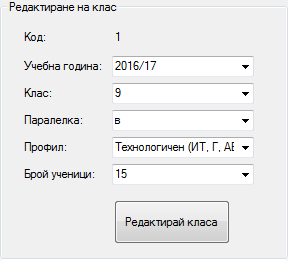 Редактиране на клас
Код: 1
Учебна година: 2016/17
Клас: 9
Паралелка: в
Профил: Технологичен (ИТ, Г, АЕ
Брой ученици: 15
Редактирай класа